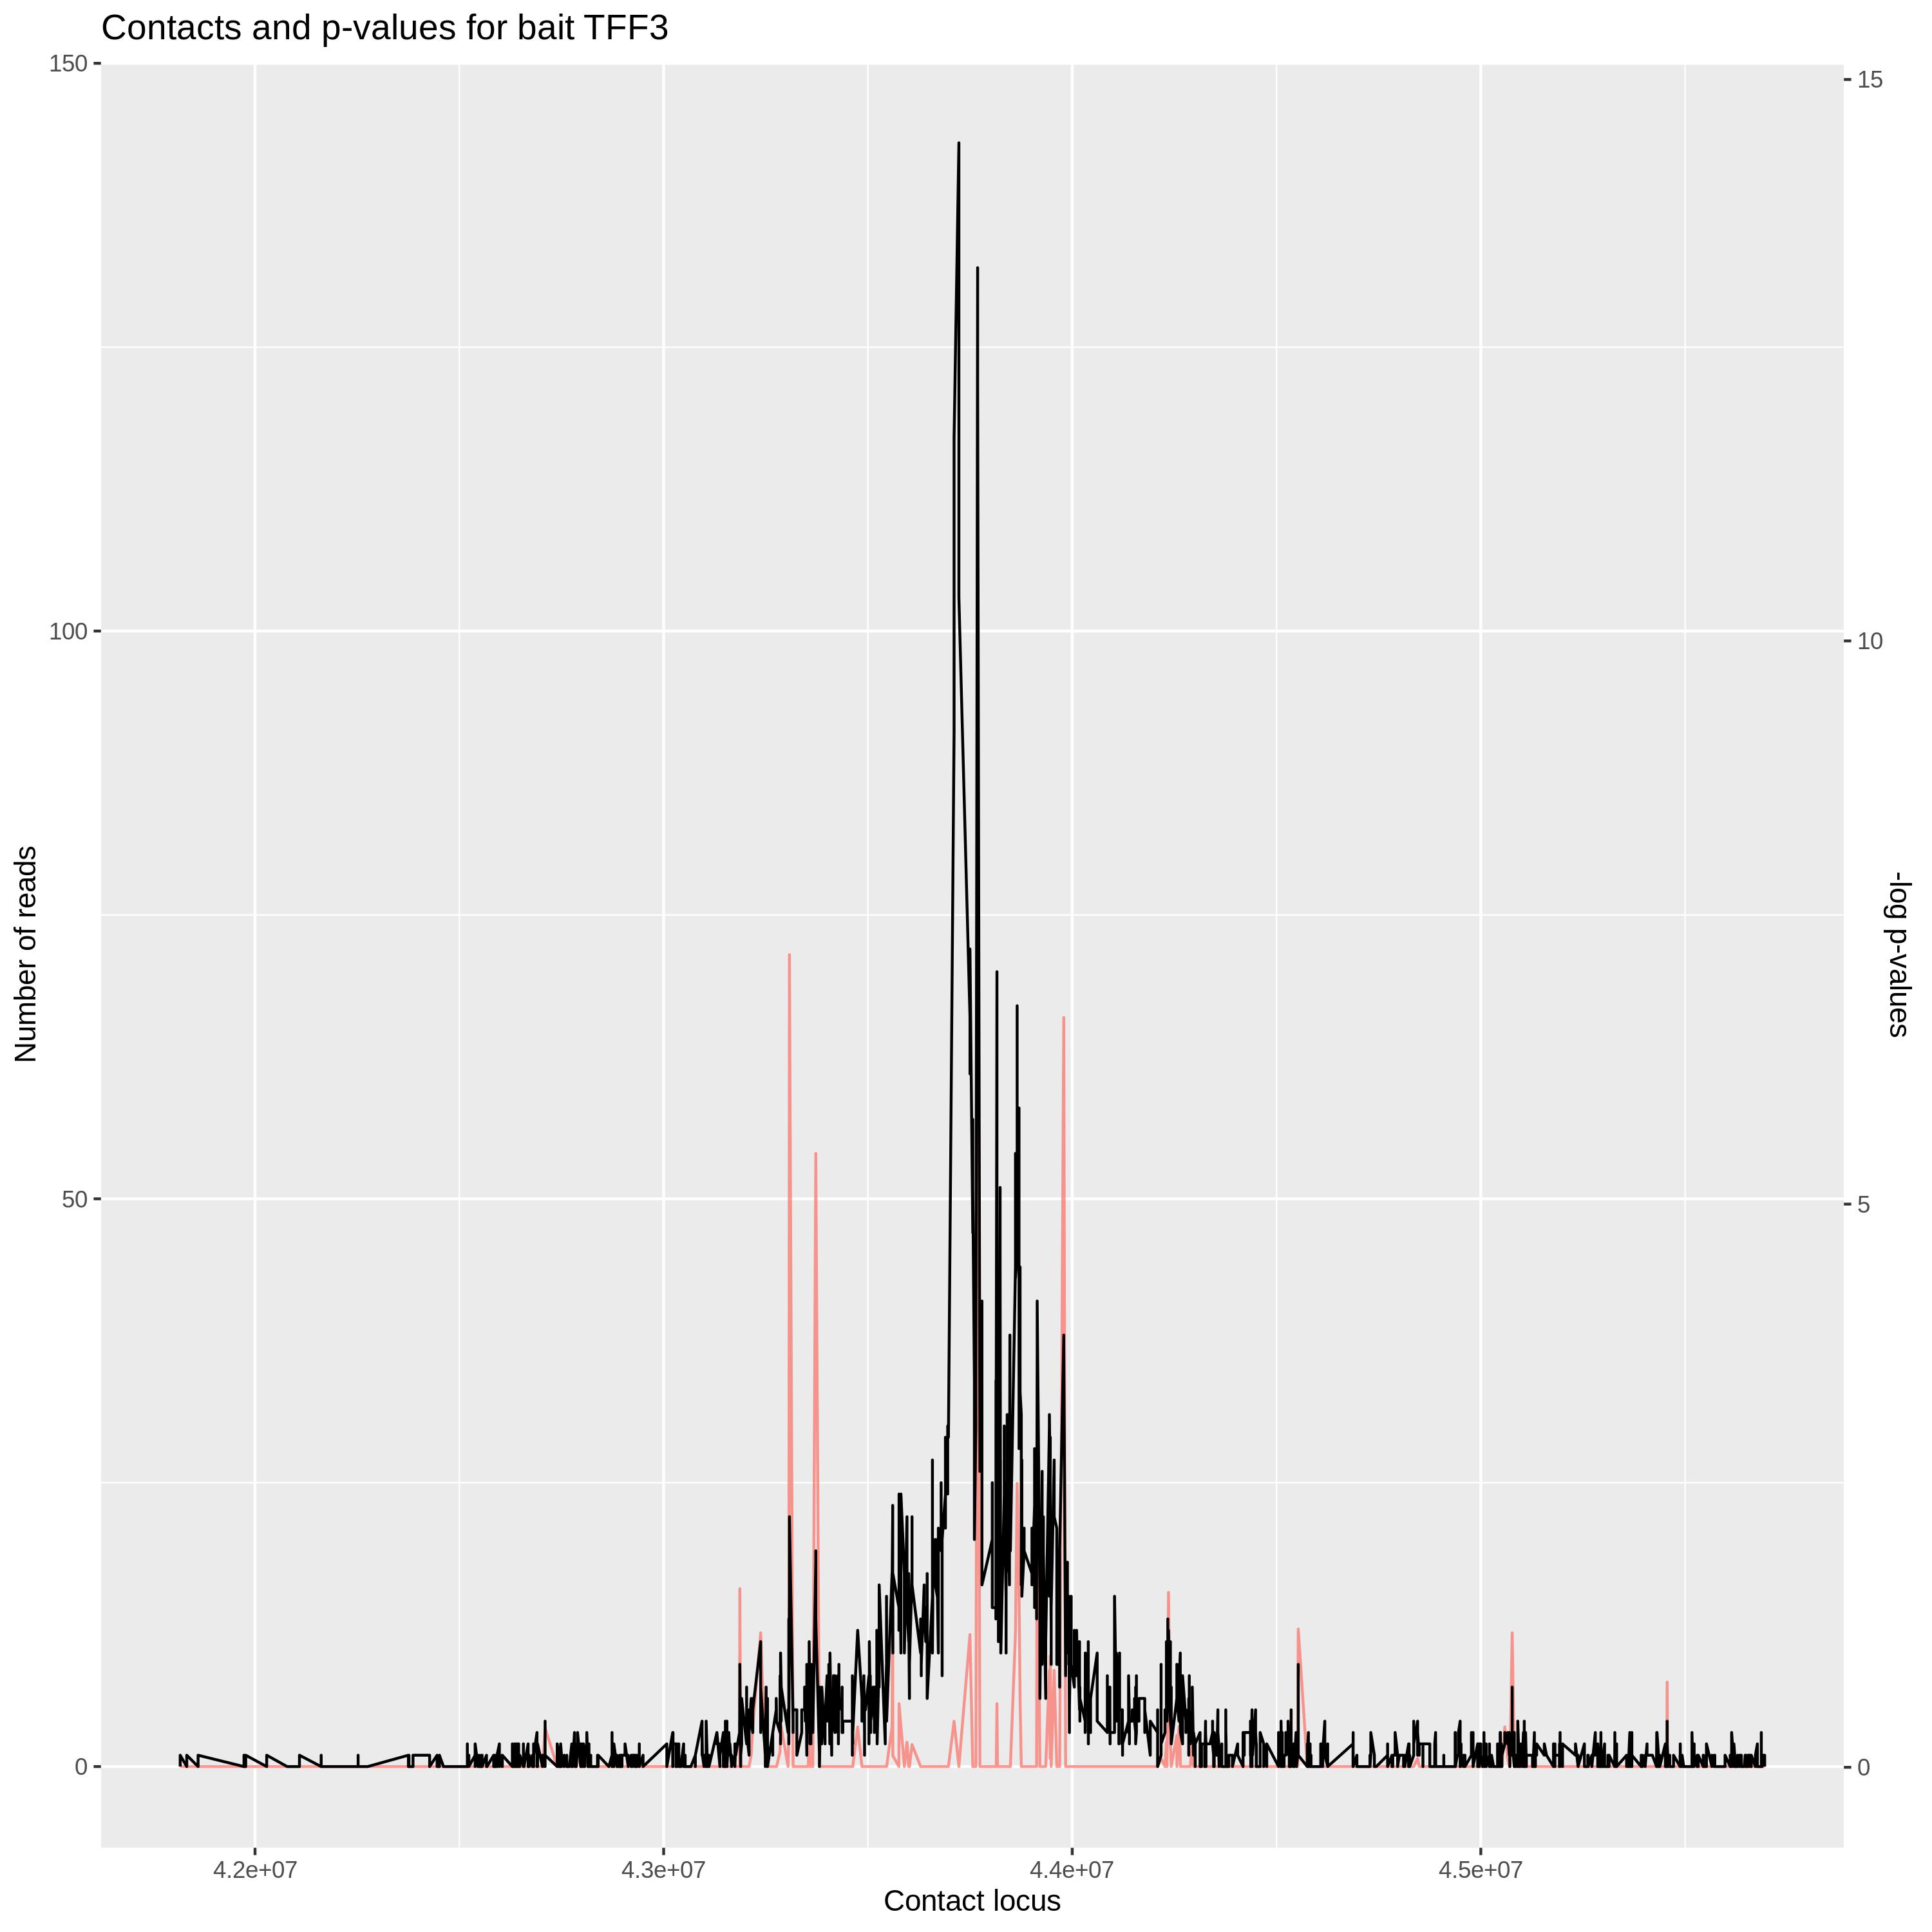 Contacts and p-values for bait TFF3
150
100
50
0
Number of reads
15
10
5
0
-log p-values
4.2e+07
4.3e+07
4.4e+07
4.5e+07
Contact locus